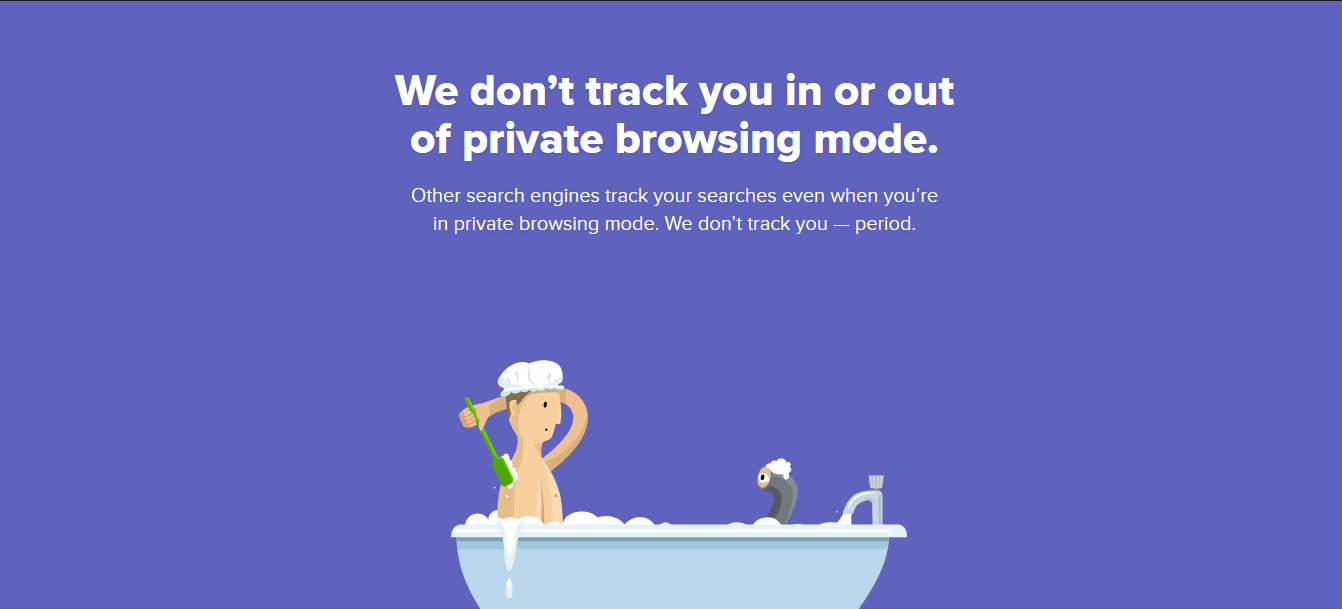 We don’t track you in or out
of private browsing mode.
Other search engines track your searches even when you’re
in private browsing mode. We don’t track you — period.